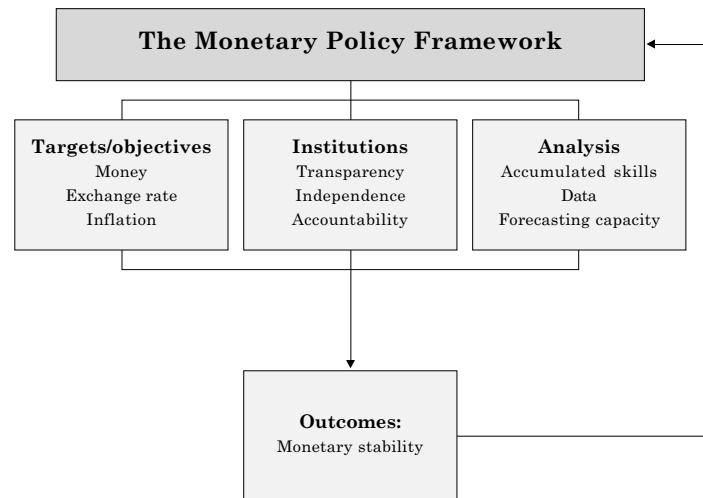 The Monetary Policy Framework
Targets/objectives
Money
Exchange rate
Inflation
Institutions
Transparency
Independence
Accountability
Analysis
Accumulated skills
Data
Forecasting capacity
Outcomes:
Monetary stability